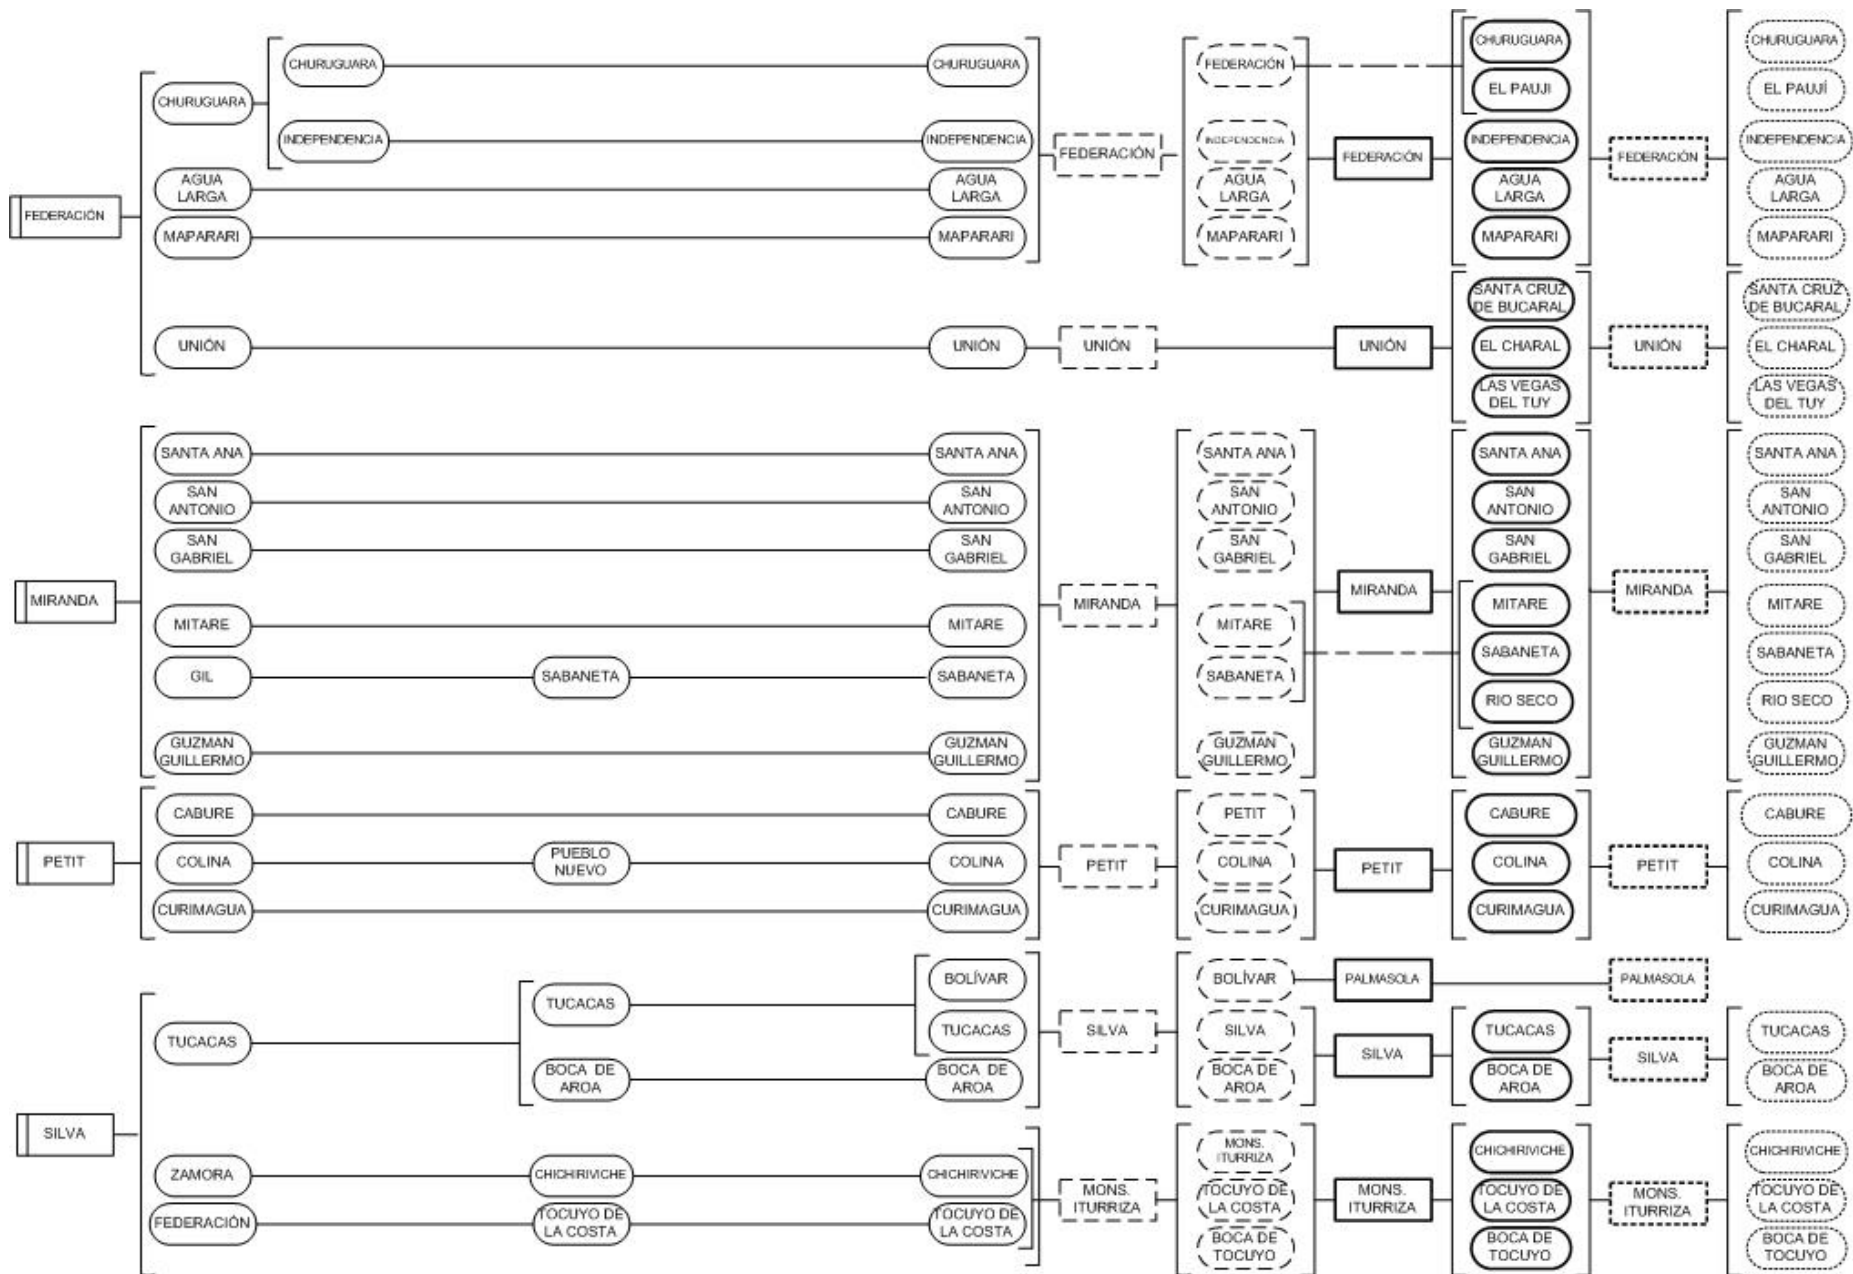 CHURUGUARA
CHURUGUARA
CHURUGUARA
FEDERACIÓN
CHURUGUARA
CHURUGUARA
EL PAUJI
EL PAUJÍ
CHURUGUARA
INDEPENDENCIA
INDEPENDENCIA
FEDERACIÓN
INDEPENDENCIA
FEDERACIÓN
INDEPENDENCIA
FEDERACIÓN
INDEPENDENCIA
FEDERACIÓN
AGUA
LARGA
AGUA
LARGA
AGUA
LARGA
AGUA
LARGA
AGUA
LARGA
MAPARARI
MAPARARI
MAPARARI
MAPARARI
MAPARARI
SANTA CRUZ
DE BUCARAL
SANTA CRUZ
DE BUCARAL
UNIÓN
UNIÓN
UNIÓN
UNIÓN
EL CHARAL
UNIÓN
EL CHARAL
LAS VEGAS
DEL TUY
LAS VEGAS
DEL TUY
SANTA ANA
SANTA ANA
SANTA ANA
SANTA ANA
SANTA ANA
SAN
ANTONIO
SAN
ANTONIO
SAN
ANTONIO
SAN
ANTONIO
SAN
ANTONIO
SAN
GABRIEL
SAN
GABRIEL
SAN
GABRIEL
SAN
GABRIEL
SAN
GABRIEL
MIRANDA
MIRANDA
MIRANDA
MIRANDA
MITARE
MITARE
MITARE
MITARE
MITARE
GIL
SABANETA
SABANETA
SABANETA
SABANETA
SABANETA
RIO SECO
RIO SECO
GUZMAN
GUILLERMO
GUZMAN
GUILLERMO
GUZMAN
GUILLERMO
GUZMAN
GUILLERMO
GUZMAN
GUILLERMO
CABURE
CABURE
PETIT
CABURE
CABURE
PETIT
COLINA
PUEBLO
NUEVO
COLINA
PETIT
COLINA
PETIT
COLINA
PETIT
COLINA
CURIMAGUA
CURIMAGUA
CURIMAGUA
CURIMAGUA
CURIMAGUA
BOLÍVAR
BOLÍVAR
PALMASOLA
PALMASOLA
TUCACAS
TUCACAS
TUCACAS
SILVA
SILVA
SILVA
TUCACAS
SILVA
TUCACAS
BOCA DE
AROA
BOCA DE
AROA
BOCA DE
AROA
BOCA DE
AROA
BOCA DE
AROA
SILVA
ZAMORA
CHICHIRIVICHE
CHICHIRIVICHE
MONS.
ITURRIZA
CHICHIRIVICHE
CHICHIRIVICHE
MONS.
ITURRIZA
MONS.
ITURRIZA
MONS.
ITURRIZA
FEDERACIÓN
TOCUYO DE
LA COSTA
TOCUYO DE
LA COSTA
TOCUYO DE
LA COSTA
TOCUYO DE
LA COSTA
TOCUYO DE
LA COSTA
BOCA DE
TOCUYO
BOCA DE
TOCUYO
BOCA DE
TOCUYO